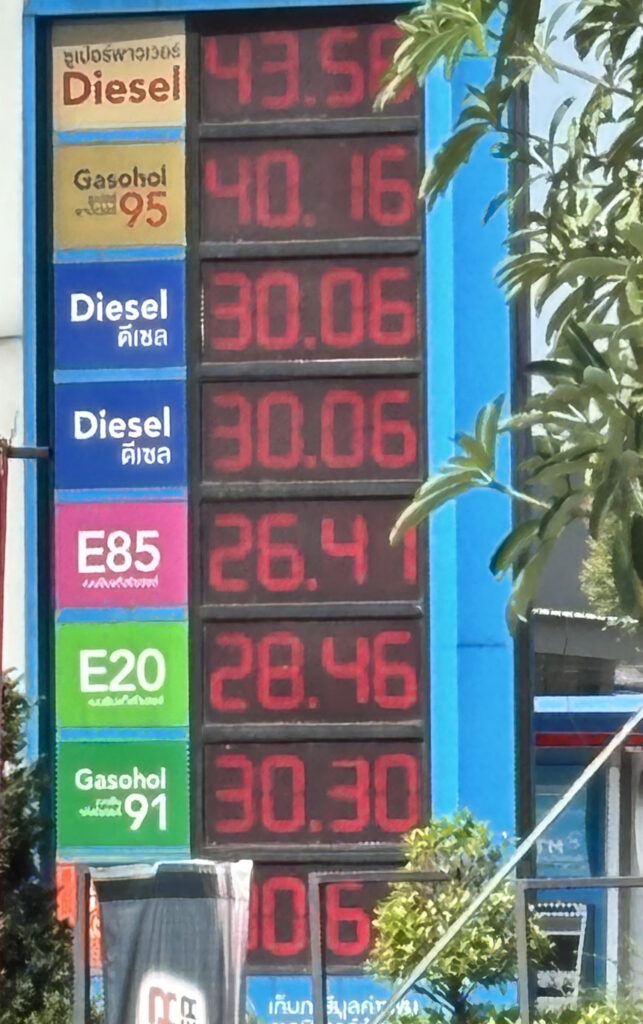 ซูเปอร์พาวเวอร์
Diesel 43.56
Gasohol
95 40.16
Diesel
ดีเซล 30.06
Diesel
ดีเซล 30.06
E85 26.41
E20 28.46
Gasohol
91 30.30